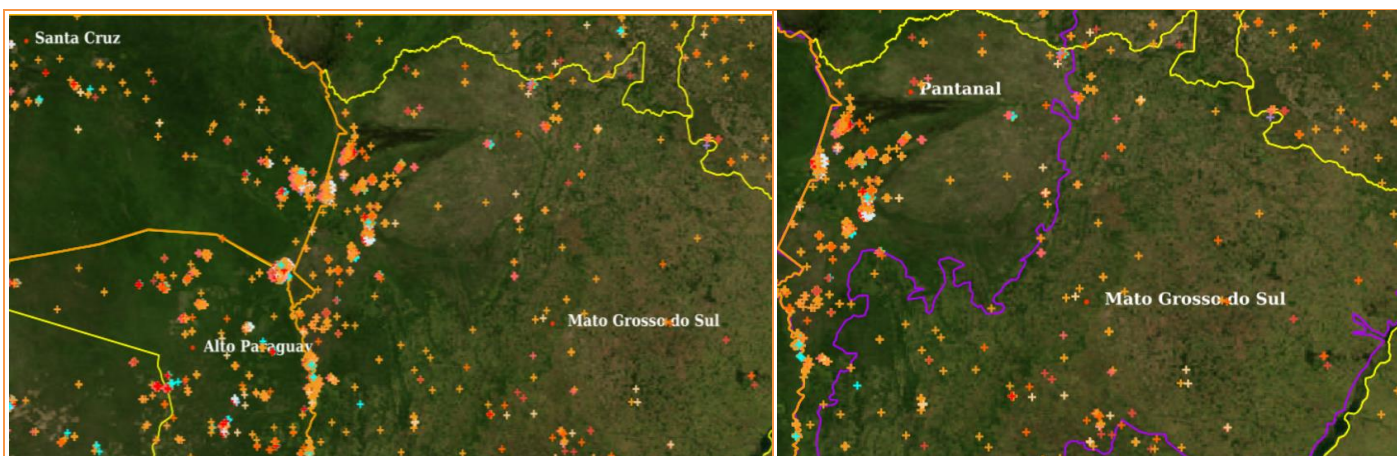 Santa Cruz
Mato Grosso do Sul
Alto Paraguay
Pantanal
Mato Grosso do Sul